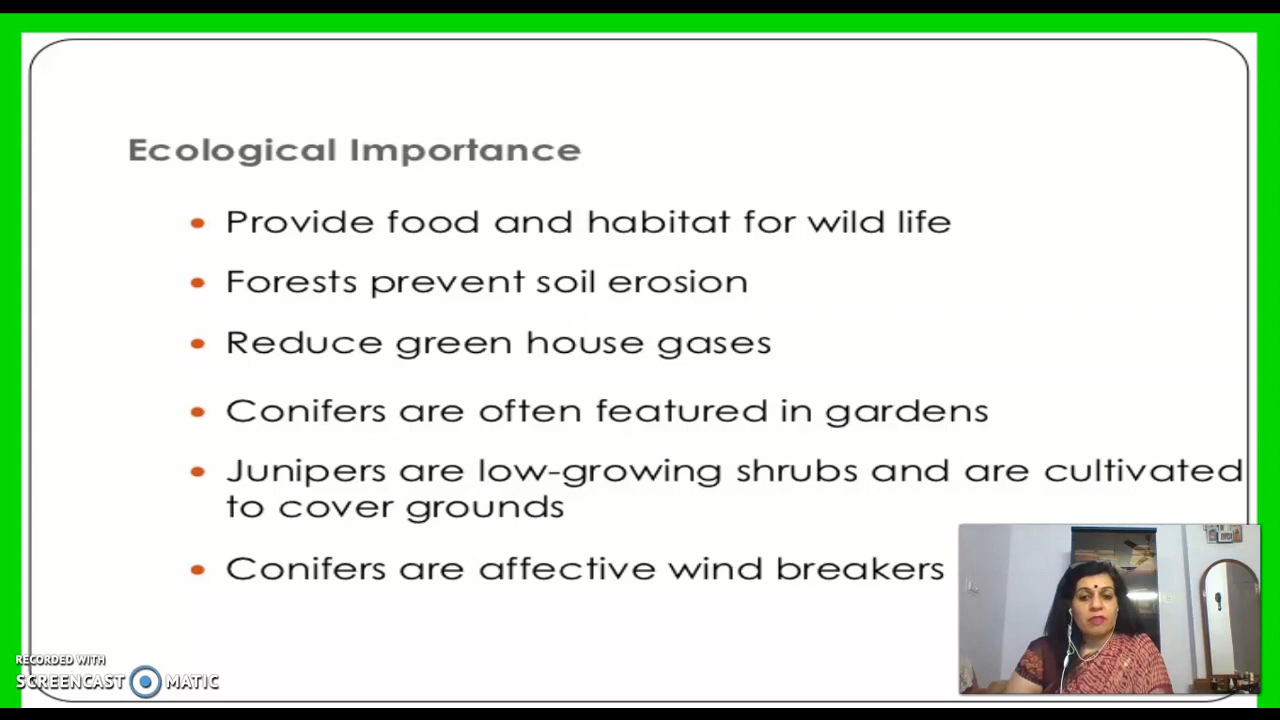 Ecological Importance
Provide food and habitat for wild life
Forests prevent soil erosion
Reduce green house gases
Conifers are often featured in gardens
Junipers are low-growing shrubs and are cultivated
to cover grounds
Conifers are affective wind breakers
RECORDED WITH
SCREENCAST MATIC